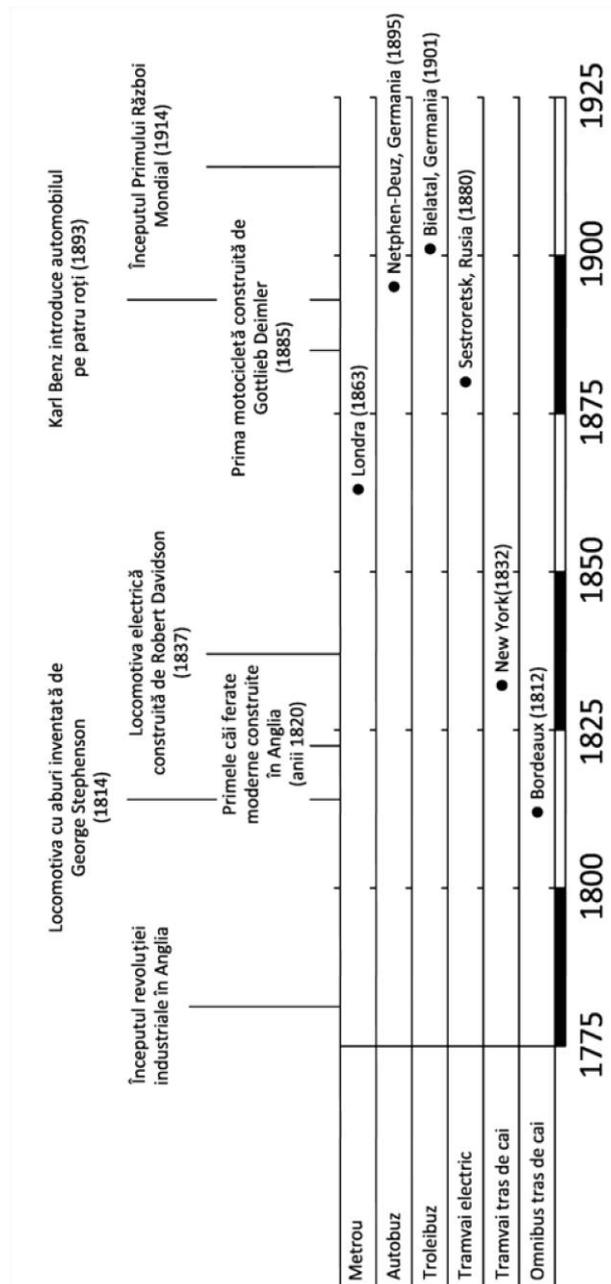 Karl Benz introduce automobilul
pe patru roți (1893)
Locomotiva cu aburi inventată de
George Stephenson
(1814)
Începutul Primului Război
Mondial (1914)
Locomotiva electrică
construită de Robert Davidson
(1837)
Începutul revoluției
industriale în Anglia
Prima motocicletă construită de
Gottlieb Deimler
(1885)
Primele căi ferate
moderne construite
în Anglia
(anii 1820)
Metrou
Londra (1863)
Autobuz
Netphen-Deuz, Germania (1895)
Troleibuz
Bielatal, Germania (1901)
Tramvai electric
Sestroretsk, Rusia (1880)
Tramvai tras de cai
New York(1832)
Omnibus tras de cai
Bordeaux (1812)
1775 1800 1825 1850 1875 1900 1925